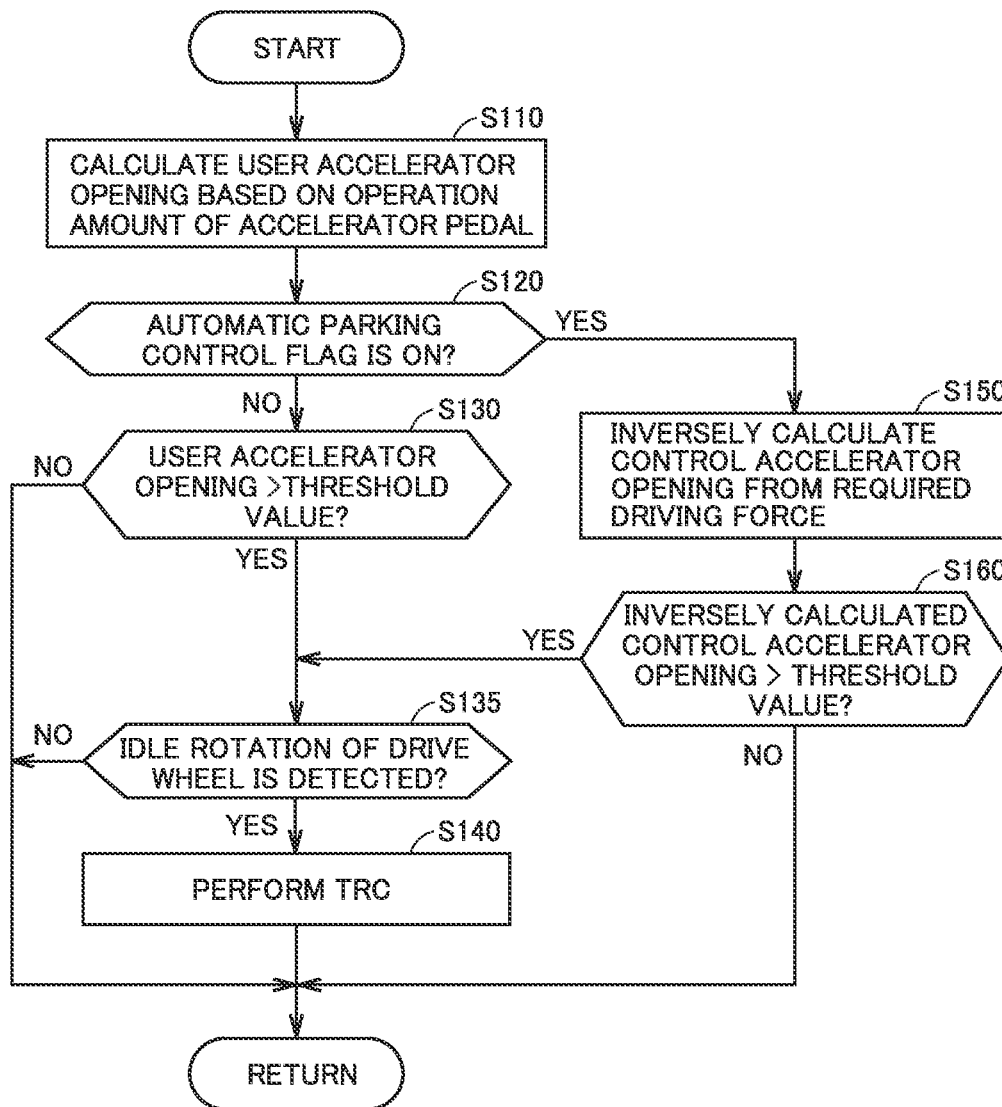 START
S110
CALCULATE USER ACCELERATOR
OPENING BASED ON OPERATION
AMOUNT OF ACCELERATOR PEDAL
S120
AUTOMATIC PARKING
CONTROL FLAG IS ON?
YES
NO
S130
USER ACCELERATOR
OPENING >THRESHOLD
VALUE?
NO
YES
S150
INVERSELY CALCULATE
CONTROL ACCELERATOR
OPENING FROM REQUIRED
DRIVING FORCE
S160
INVERSELY CALCULATED
CONTROL ACCELERATOR
OPENING > THRESHOLD
VALUE?
YES
NO
S135
IDLE ROTATION OF DRIVE
WHEEL IS DETECTED?
NO
YES
S140
PERFORM TRC
RETURN